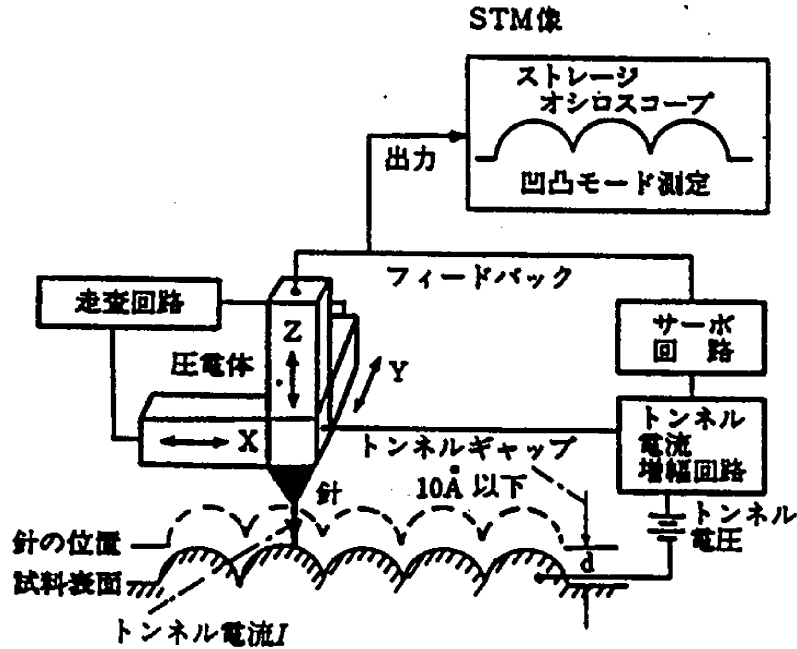 STM像
ストレージ
オシロスコープ
凹凸モード測定
出力
フィードバック
走査回路
圧電体
Z
Y
X
サーボ
回 路
トンネル
電流
増幅回路
トンネルギャップ
10Å 以下
針
トンネル
電圧
針の位置
d
試料表面
トンネル電流I